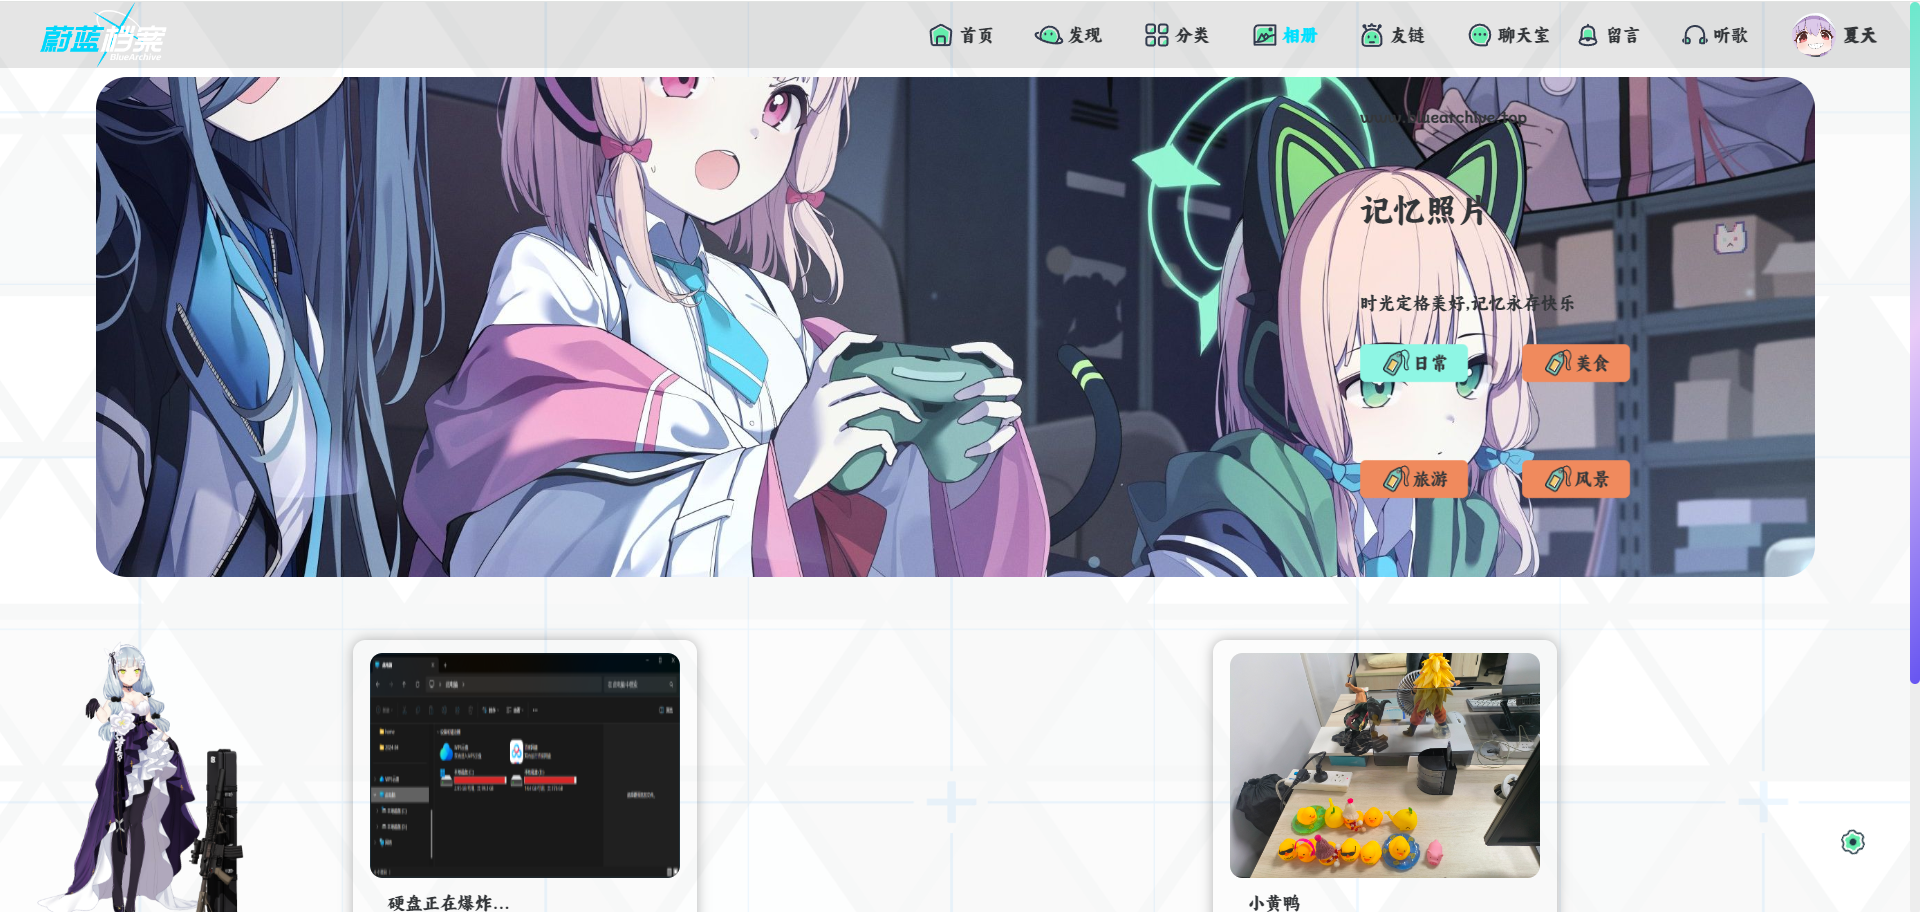 蔚蓝档案
BlueArchive
首页
发现
分类
相册
友链
聊天室
留言
听歌
夏天
www.bluearchive.top
记忆照片
时光定格美好,记忆永存快乐
日常
美食
旅游
风景
硬盘正在爆炸...
小黄鸭